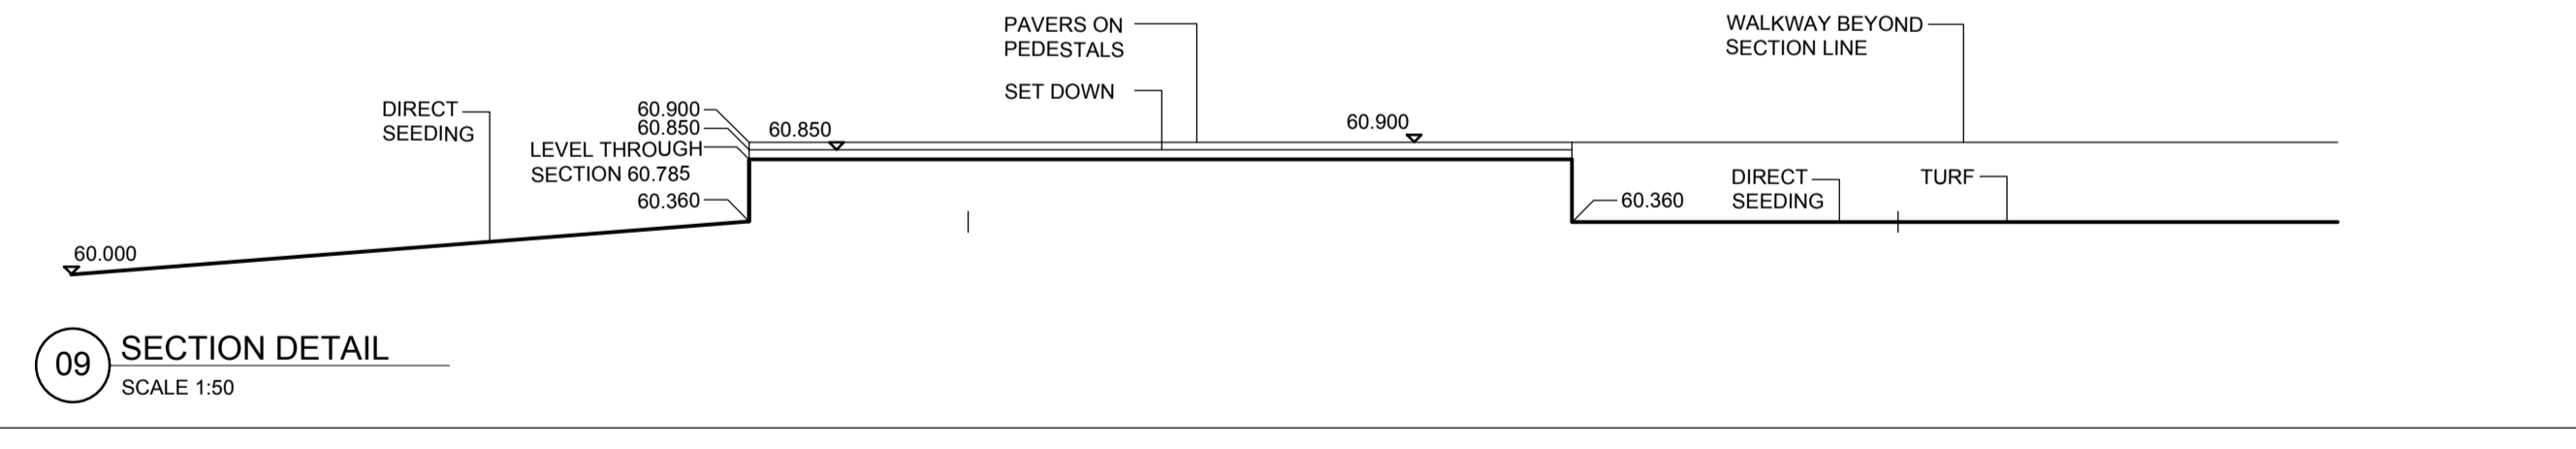 PAVERS ON
PEDESTALS
SET DOWN
WALKWAY BEYOND
SECTION LINE
DIRECT
SEEDING
60.900
60.850
LEVEL THROUGH
SECTION 60.785
60.360
60.850
60.900
60.360
DIRECT
SEEDING
TURF
60.000
09
SECTION DETAIL
SCALE 1:50